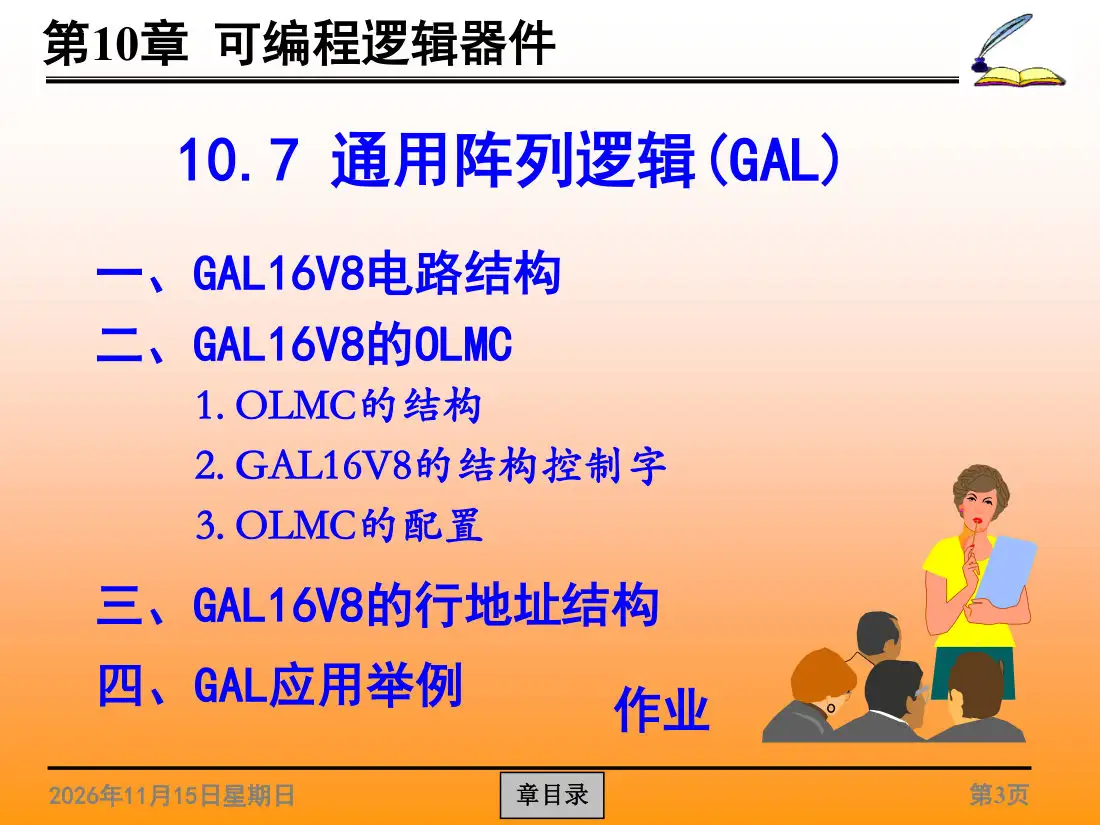 第10章 可编程逻辑器件
10.7 通用阵列逻辑(GAL)
一、GAL16V8电路结构
二、GAL16V8的OLMC
1. OLMC的结构
2. GAL16V8的结构控制字
3. OLMC的配置
三、GAL16V8的行地址结构
四、GAL应用举例
作业
2026年11月15日星期日
章目录
第3页